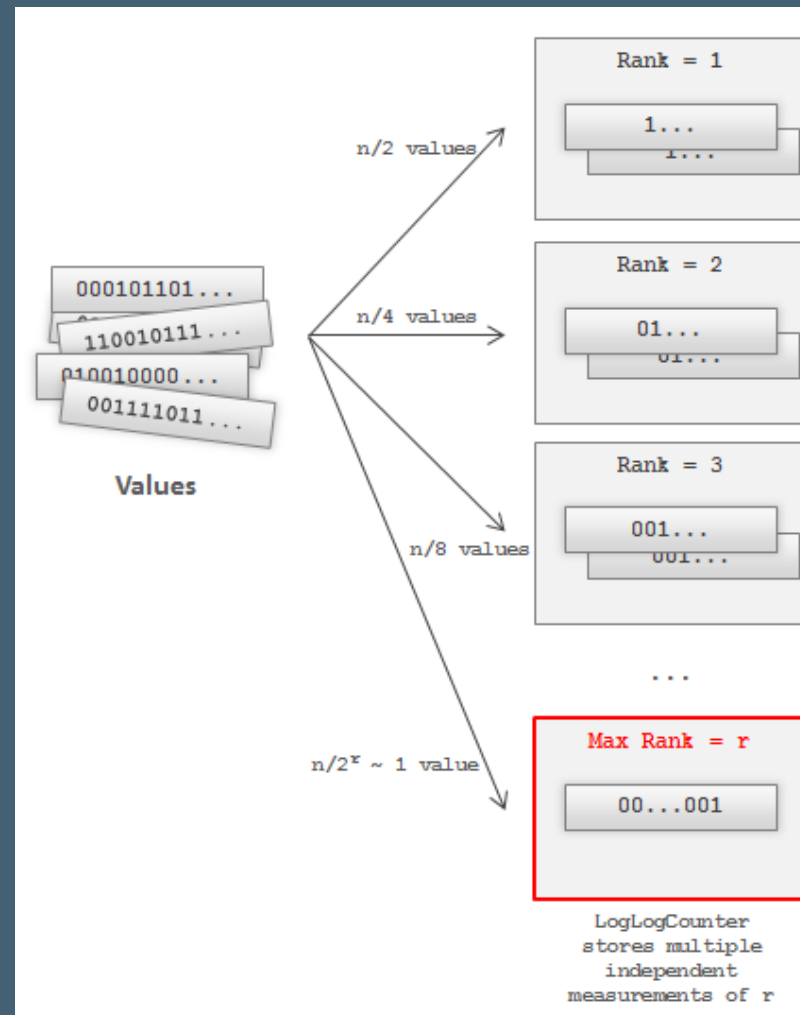 000101101...
110010111...
010010000...
001111011...
Values
n/2 values
n/4 values
n/8 values
n/2^r ~ 1 value
Rank = 1
1...
1...
Rank = 2
01...
01...
Rank = 3
001...
001...
...
Max Rank = r
00...001
LogLogCounter
stores multiple
independent
measurements of r